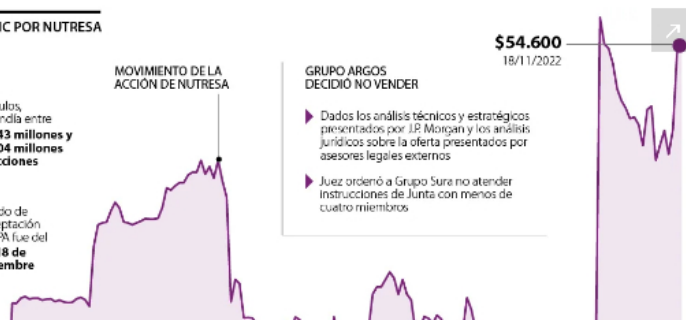 IC POR NUTRESA
$54.600
18/11/2022
MOVIMIENTO DE LA
ACCIÓN DE NUTRESA
GRUPO ARGOS
DECIDIÓ NO VENDER
Dados los análisis técnicos y estratégicos
presentados por J.P. Morgan y los análisis
jurídicos sobre la oferta presentados por
asesores legales externos
Juez ordenó a Grupo Sura no atender
instrucciones de Junta con menos de
cuatro miembros
ulos,
ndía entre
43 millones y
04 millones
cciones
do de
eptación
PA fue del
18 de
embre